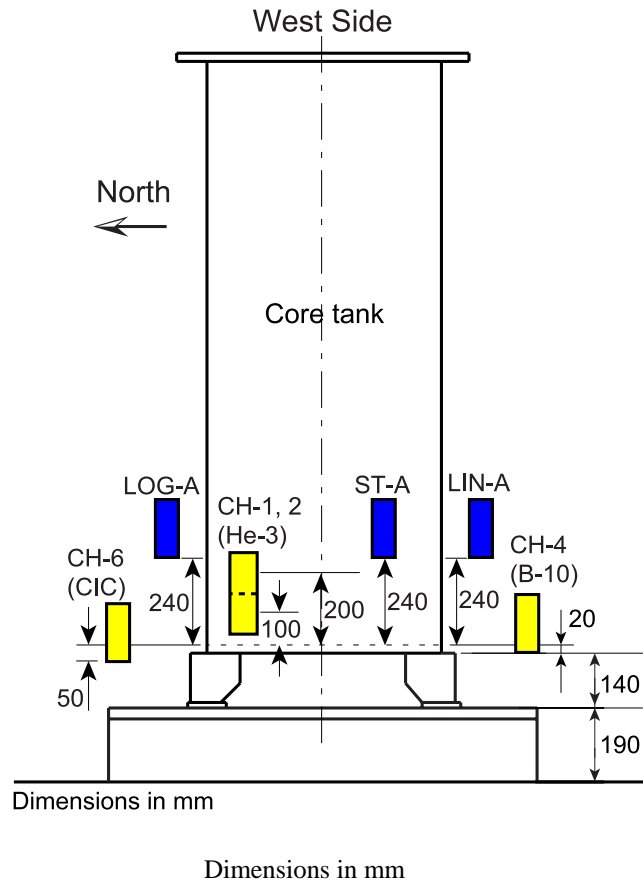 West Side
North
Core tank
LOG-A
CH-1, 2
(He-3)
ST-A
LIN-A
CH-6
(CIC)
CH-4
(B-10)
240
200
240
240
20
100
50
140
190
Dimensions in mm
Dimensions in mm